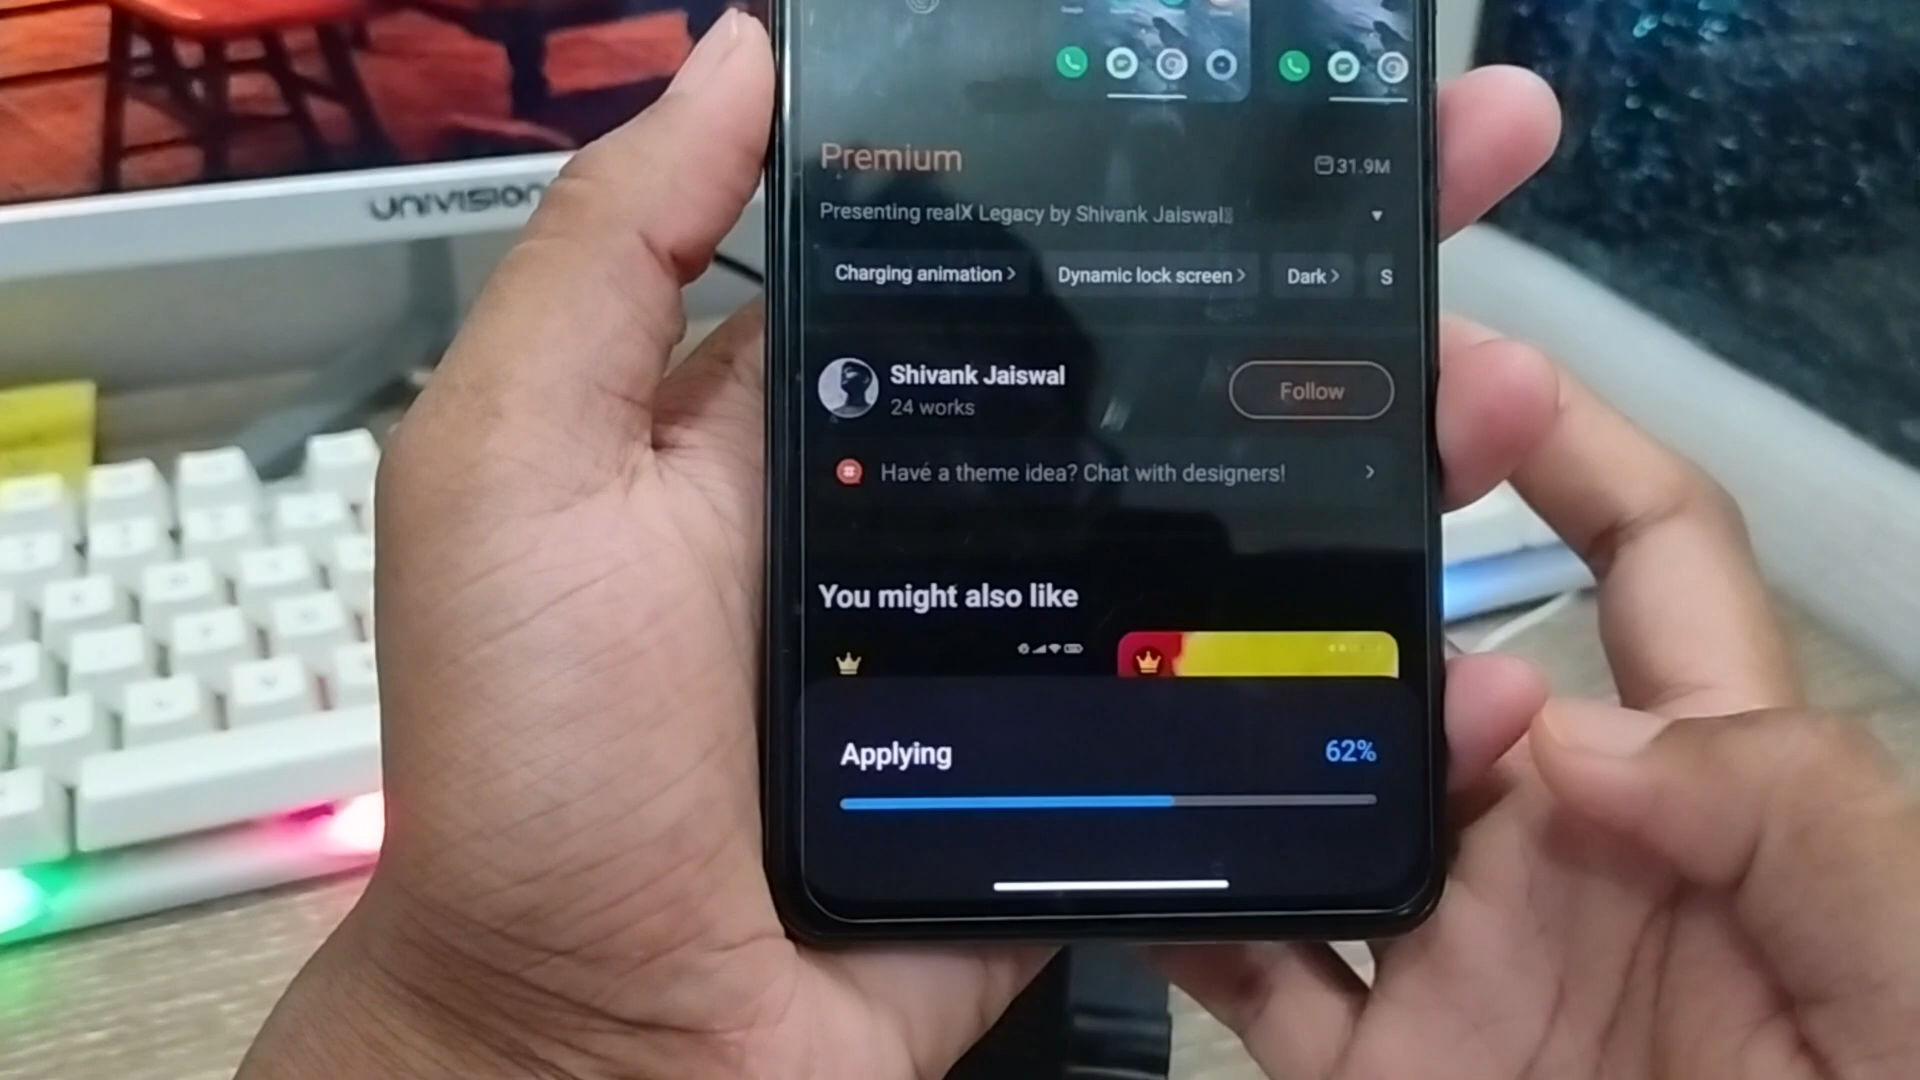 UNIVISION
Premium
31.9M
Presenting realX Legacy by Shivank Jaiswal
Charging animation >
Dynamic lock screen >
Dark >
S
Shivank Jaiswal
24 works
Follow
Have a theme idea? Chat with designers!
You might also like
Applying
62%